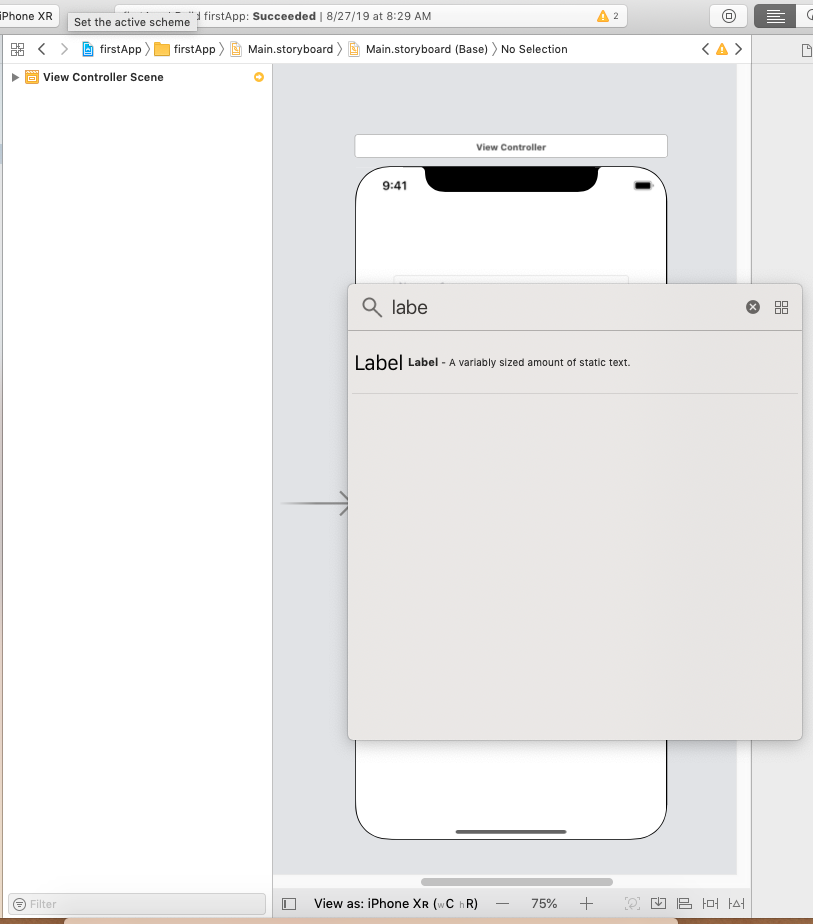 iPhone XR
Set the active scheme
firstApp: Succeeded | 8/27/19 at 8:29 AM
2
firstApp
firstApp
Main.storyboard
Main.storyboard (Base)
No Selection
View Controller Scene
View Controller
9:41
labe
Label Label - A variably sized amount of static text.
Filter
View as: iPhone XR (wC hR)
75%